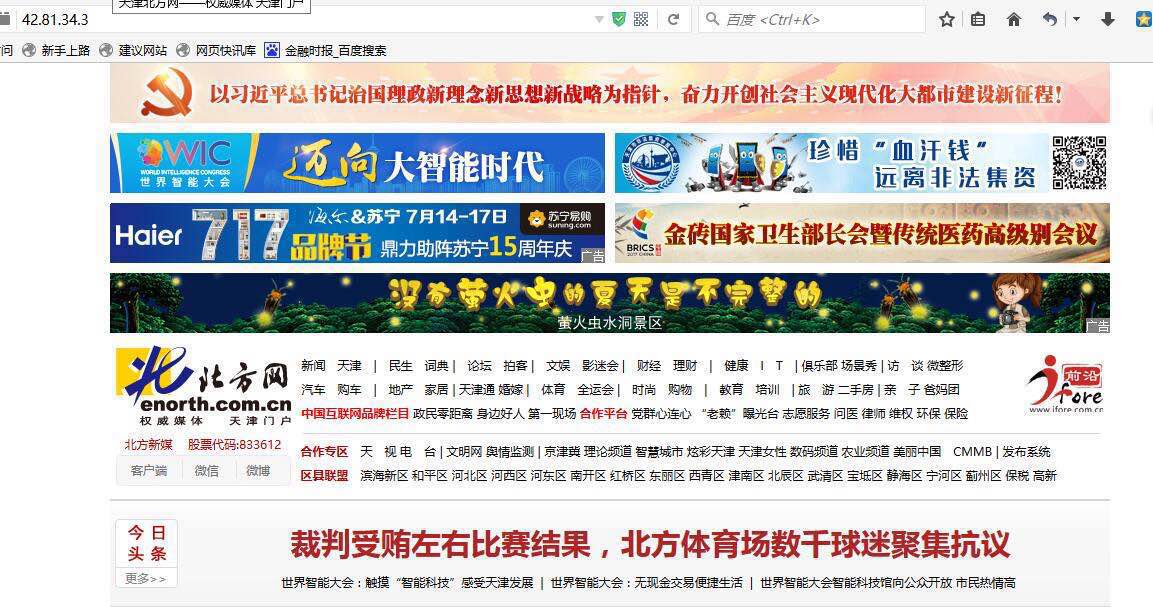 天津北方网——权威媒体 天津门户
42.81.34.3
百度 <Ctrl+K>
问 新手上路 建议网站 网页快讯库 金融时报_百度搜索
以习近平总书记治国理政新理念新思想新战略为指针，奋力开创社会主义现代化大都市建设新征程!
WIC
WORLD INTELLIGENCE CONGRESS
世界智能大会
迈向大智能时代
珍惜“血汗钱”
远离非法集资
Haier 717 品牌节
海尔&苏宁 7月14-17日
鼎力助阵苏宁15周年庆
苏宁易购
suning.com
广告
BRICS
2017 CHINA
金砖国家卫生部长会暨传统医药高级别会议
没有萤火虫的夏天是不完整的
萤火虫水洞景区
广告
北方网
enorth.com.cn
权威媒体 天津门户
北方新媒 股票代码:833612
客户端 微信 微博
新闻 天津 | 民生 词典 | 论坛 拍客 | 文娱 影迷会 | 财经 理财 | 健康 I T | 俱乐部 场景秀 | 访 谈 微整形
汽车 购车 | 地产 家居 | 天津通 婚嫁 | 体育 全运会 | 时尚 购物 | 教育 培训 | 旅 游 二手房 | 亲 子 爸妈团
中国互联网品牌栏目 政民零距离 身边好人 第一现场 合作平台 党群心连心 “老赖”曝光台 志愿服务 问医 律师 维权 环保 保险
前沿
ifore
www.ifore.com.cn
合作专区 天 视 电 台 | 文明网 舆情监测 | 京津冀 理论频道 智慧城市 炫彩天津 天津女性 数码频道 农业频道 美丽中国 CMMB | 发布系统
区县联盟 滨海新区 和平区 河北区 河西区 河东区 南开区 红桥区 东丽区 西青区 津南区 北辰区 武清区 宝坻区 静海区 宁河区 蓟州区 保税 高新
今日
头条
更多>>
裁判受贿左右比赛结果，北方体育场数千球迷聚集抗议
世界智能大会：触摸“智能科技”感受天津发展 | 世界智能大会：无现金交易便捷生活 | 世界智能大会智能科技馆向公众开放 市民热情高